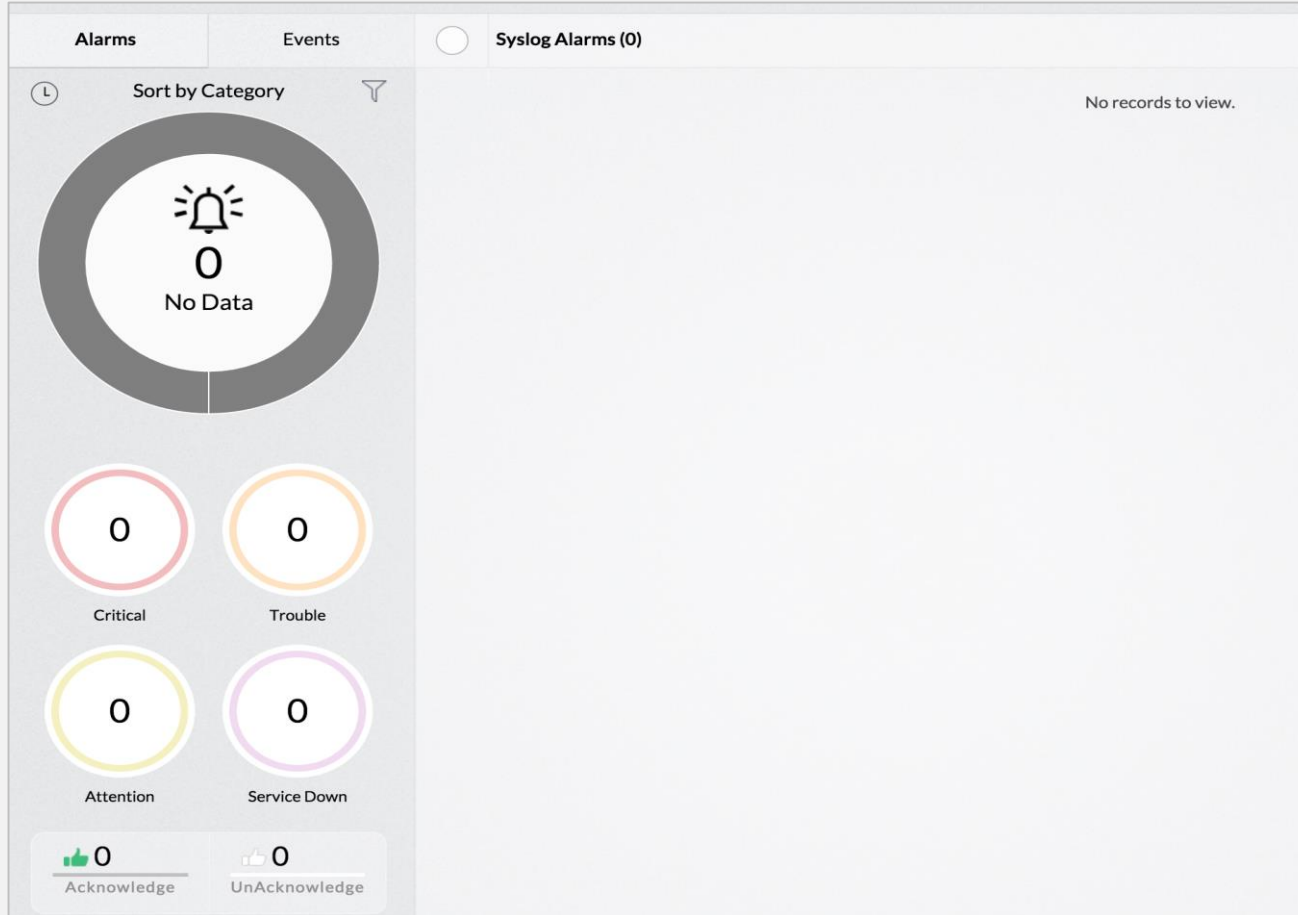 Alarms
Events
Syslog Alarms (0)
Sort by Category
No records to view.
0
No Data
0
0
Critical
Trouble
0
0
Attention
Service Down
0
0
Acknowledge
UnAcknowledge